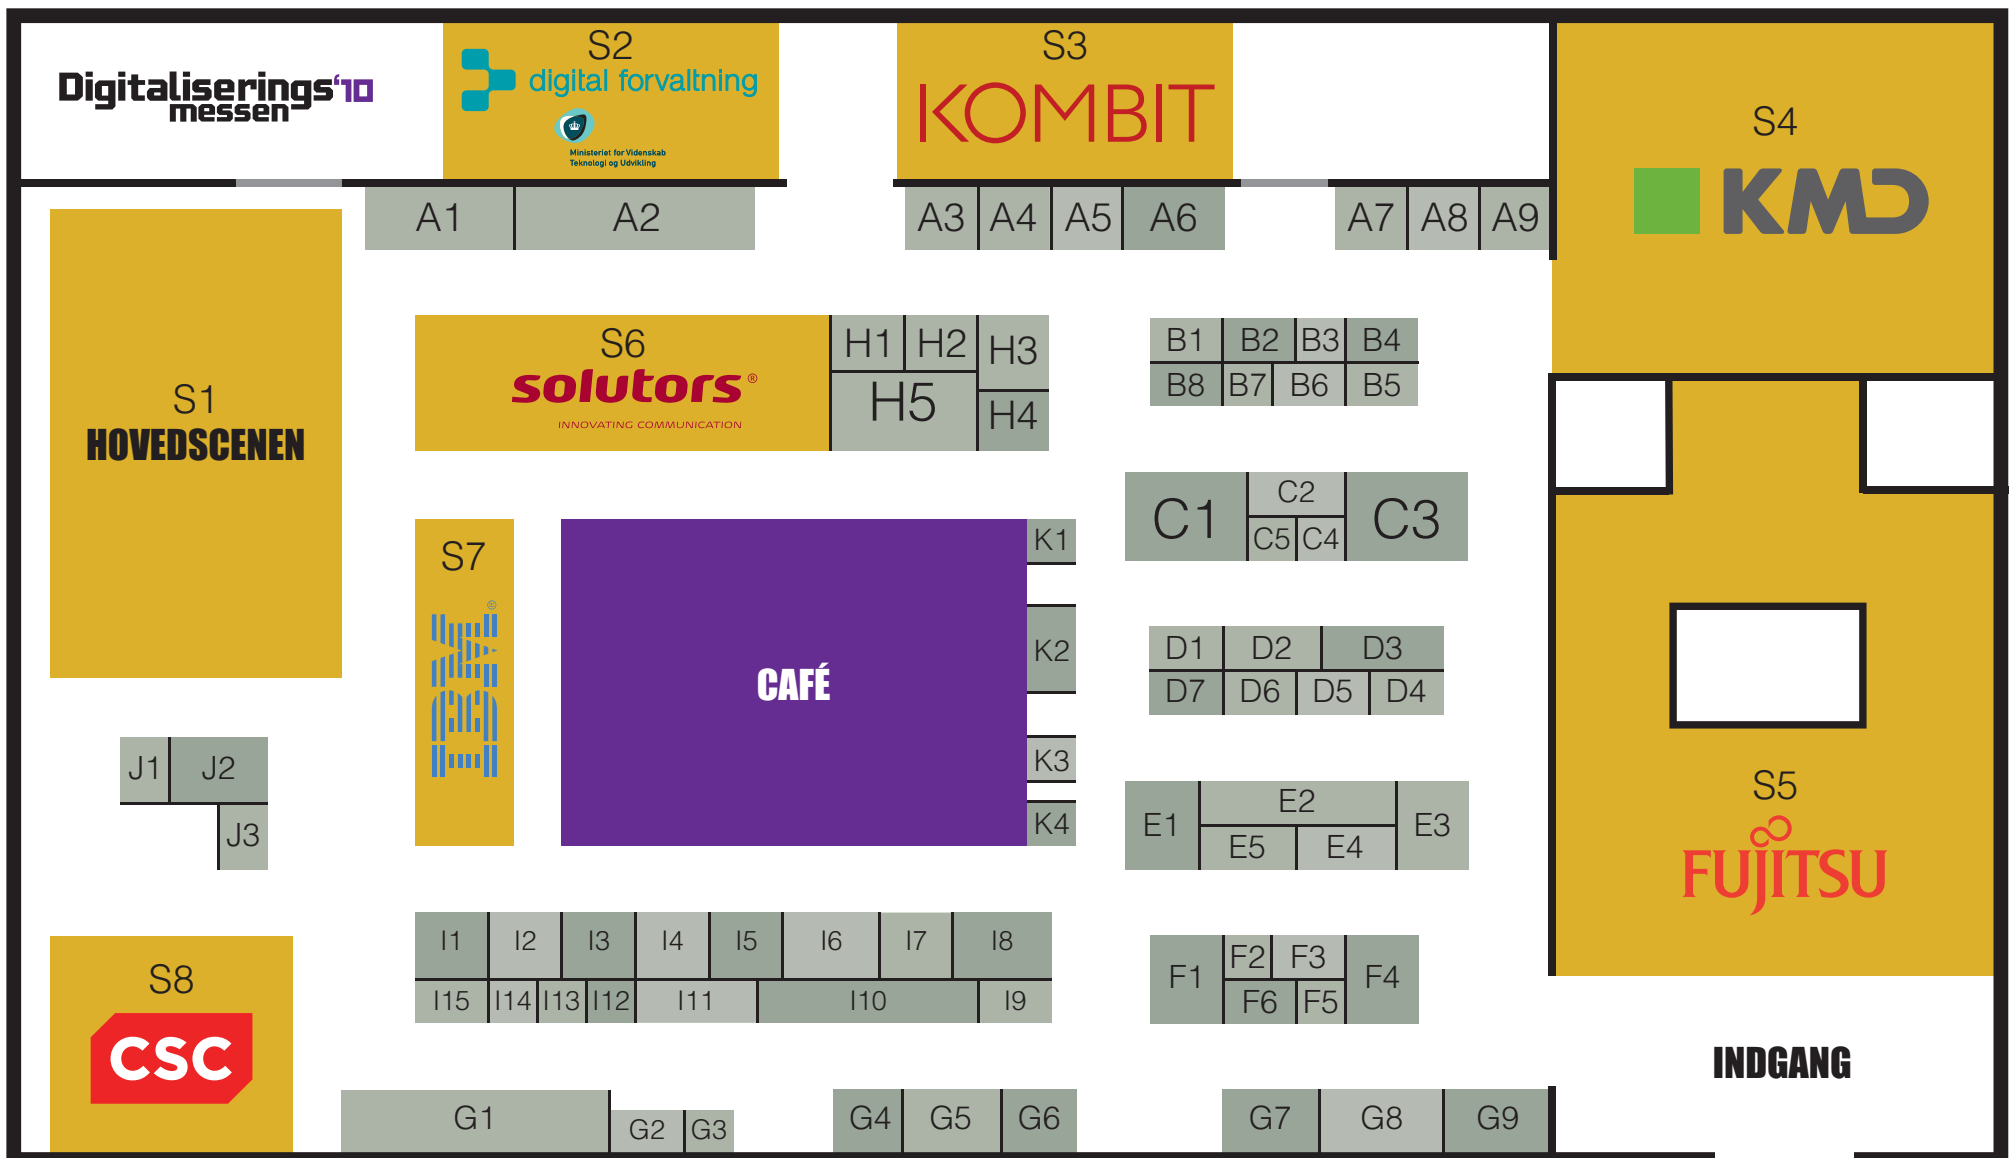 Digitaliserings'10
messen
S2
digital forvaltning
Ministeriet for Videnskab
Teknologi og Udvikling
S3
KOMBIT
S4
KMD
A1 A2 A3 A4 A5 A6 A7 A8 A9
S1
HOVEDSCENEN
S6
solutors®
INNOVATING COMMUNICATION
H1 H2 H3
H5 H4
B1 B2 B3 B4
B8 B7 B6 B5
S7
IBM®
CAFÉ
K1
K2
K3
K4
C1 C2 C3
C5 C4
D1 D2 D3
D7 D6 D5 D4
E1 E2 E3
E5 E4
S5
FUJITSU
J1 J2
J3
I1 I2 I3 I4 I5 I6 I7 I8
I15 I14 I13 I12 I11 I10 I9
F1 F2 F3 F4
F6 F5
S8
CSC
INDGANG
G1 G2 G3 G4 G5 G6 G7 G8 G9